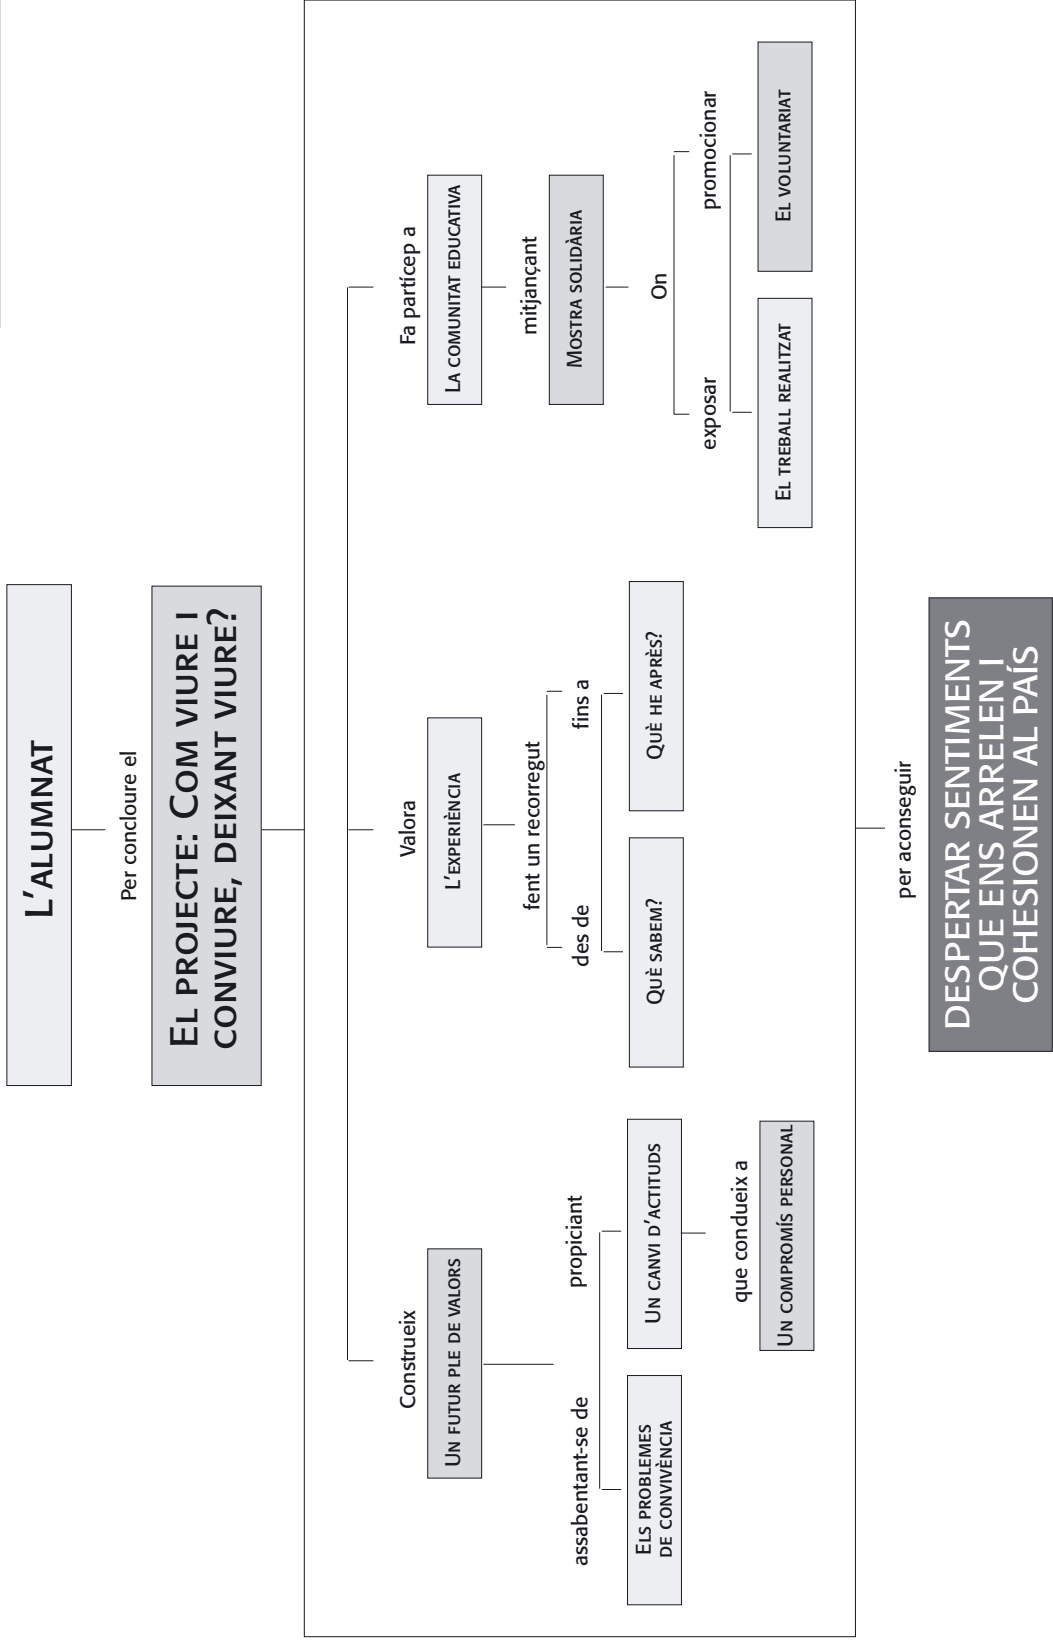 L'ALUMNAT
Per concloure el
EL PROJECTE: COM VIURE I
CONVIURE, DEIXANT VIURE?
Construeix
UN FUTUR PLE DE VALORS
assabentant-se de
propiciant
ELS PROBLEMES
DE CONVIVÈNCIA
UN CANVI D'ACTITUDS
que condueix a
UN COMPROMÍS PERSONAL
Valora
L'EXPERIÈNCIA
fent un recorregut
des de
fins a
QUÈ SABEM?
QUÈ HE APRÈS?
Fa partícep a
LA COMUNITAT EDUCATIVA
mitjançant
MOSTRA SOLIDÀRIA
On
exposar
promocionar
EL TREBALL REALITZAT
EL VOLUNTARIAT
per aconseguir
DESPERTAR SENTIMENTS
QUE ENS ARRELEN I
COHESIONEN AL PAÍS